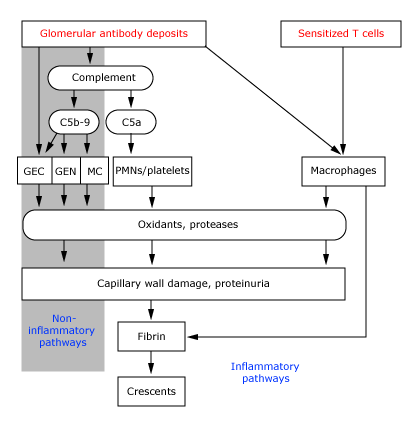 Glomerular antibody deposits
Sensitized T cells
Complement
C5b-9
C5a
GEC
GEN
MC
PMNs/platelets
Macrophages
Oxidants, proteases
Capillary wall damage, proteinuria
Non-
inflammatory
pathways
Fibrin
Inflammatory
pathways
Crescents